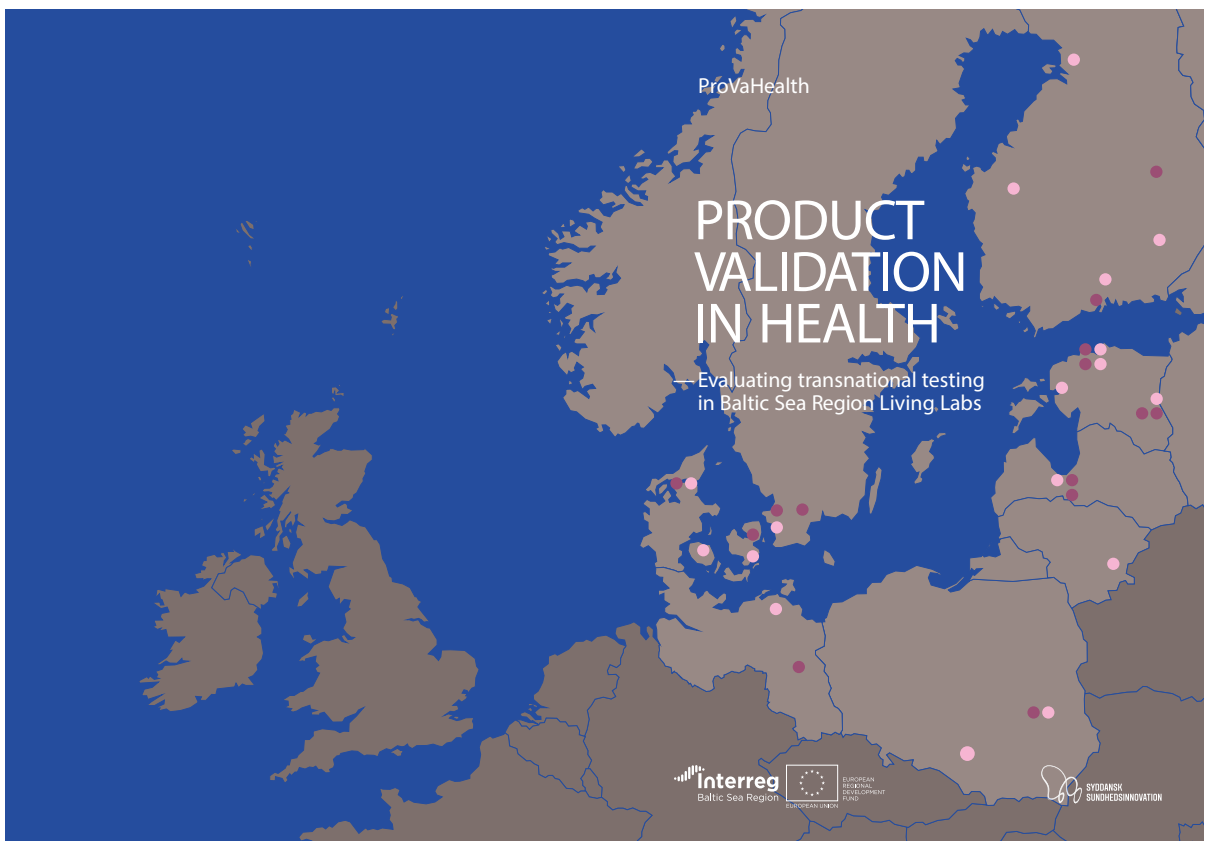 ProVaHealth
PRODUCT
VALIDATION
IN HEALTH
— Evaluating transnational testing
in Baltic Sea Region Living Labs
Interreg
Baltic Sea Region
EUROPEAN UNION
EUROPEAN
REGIONAL
DEVELOPMENT
FUND
SYDDANSK
SUNDHEDSINNOVATION